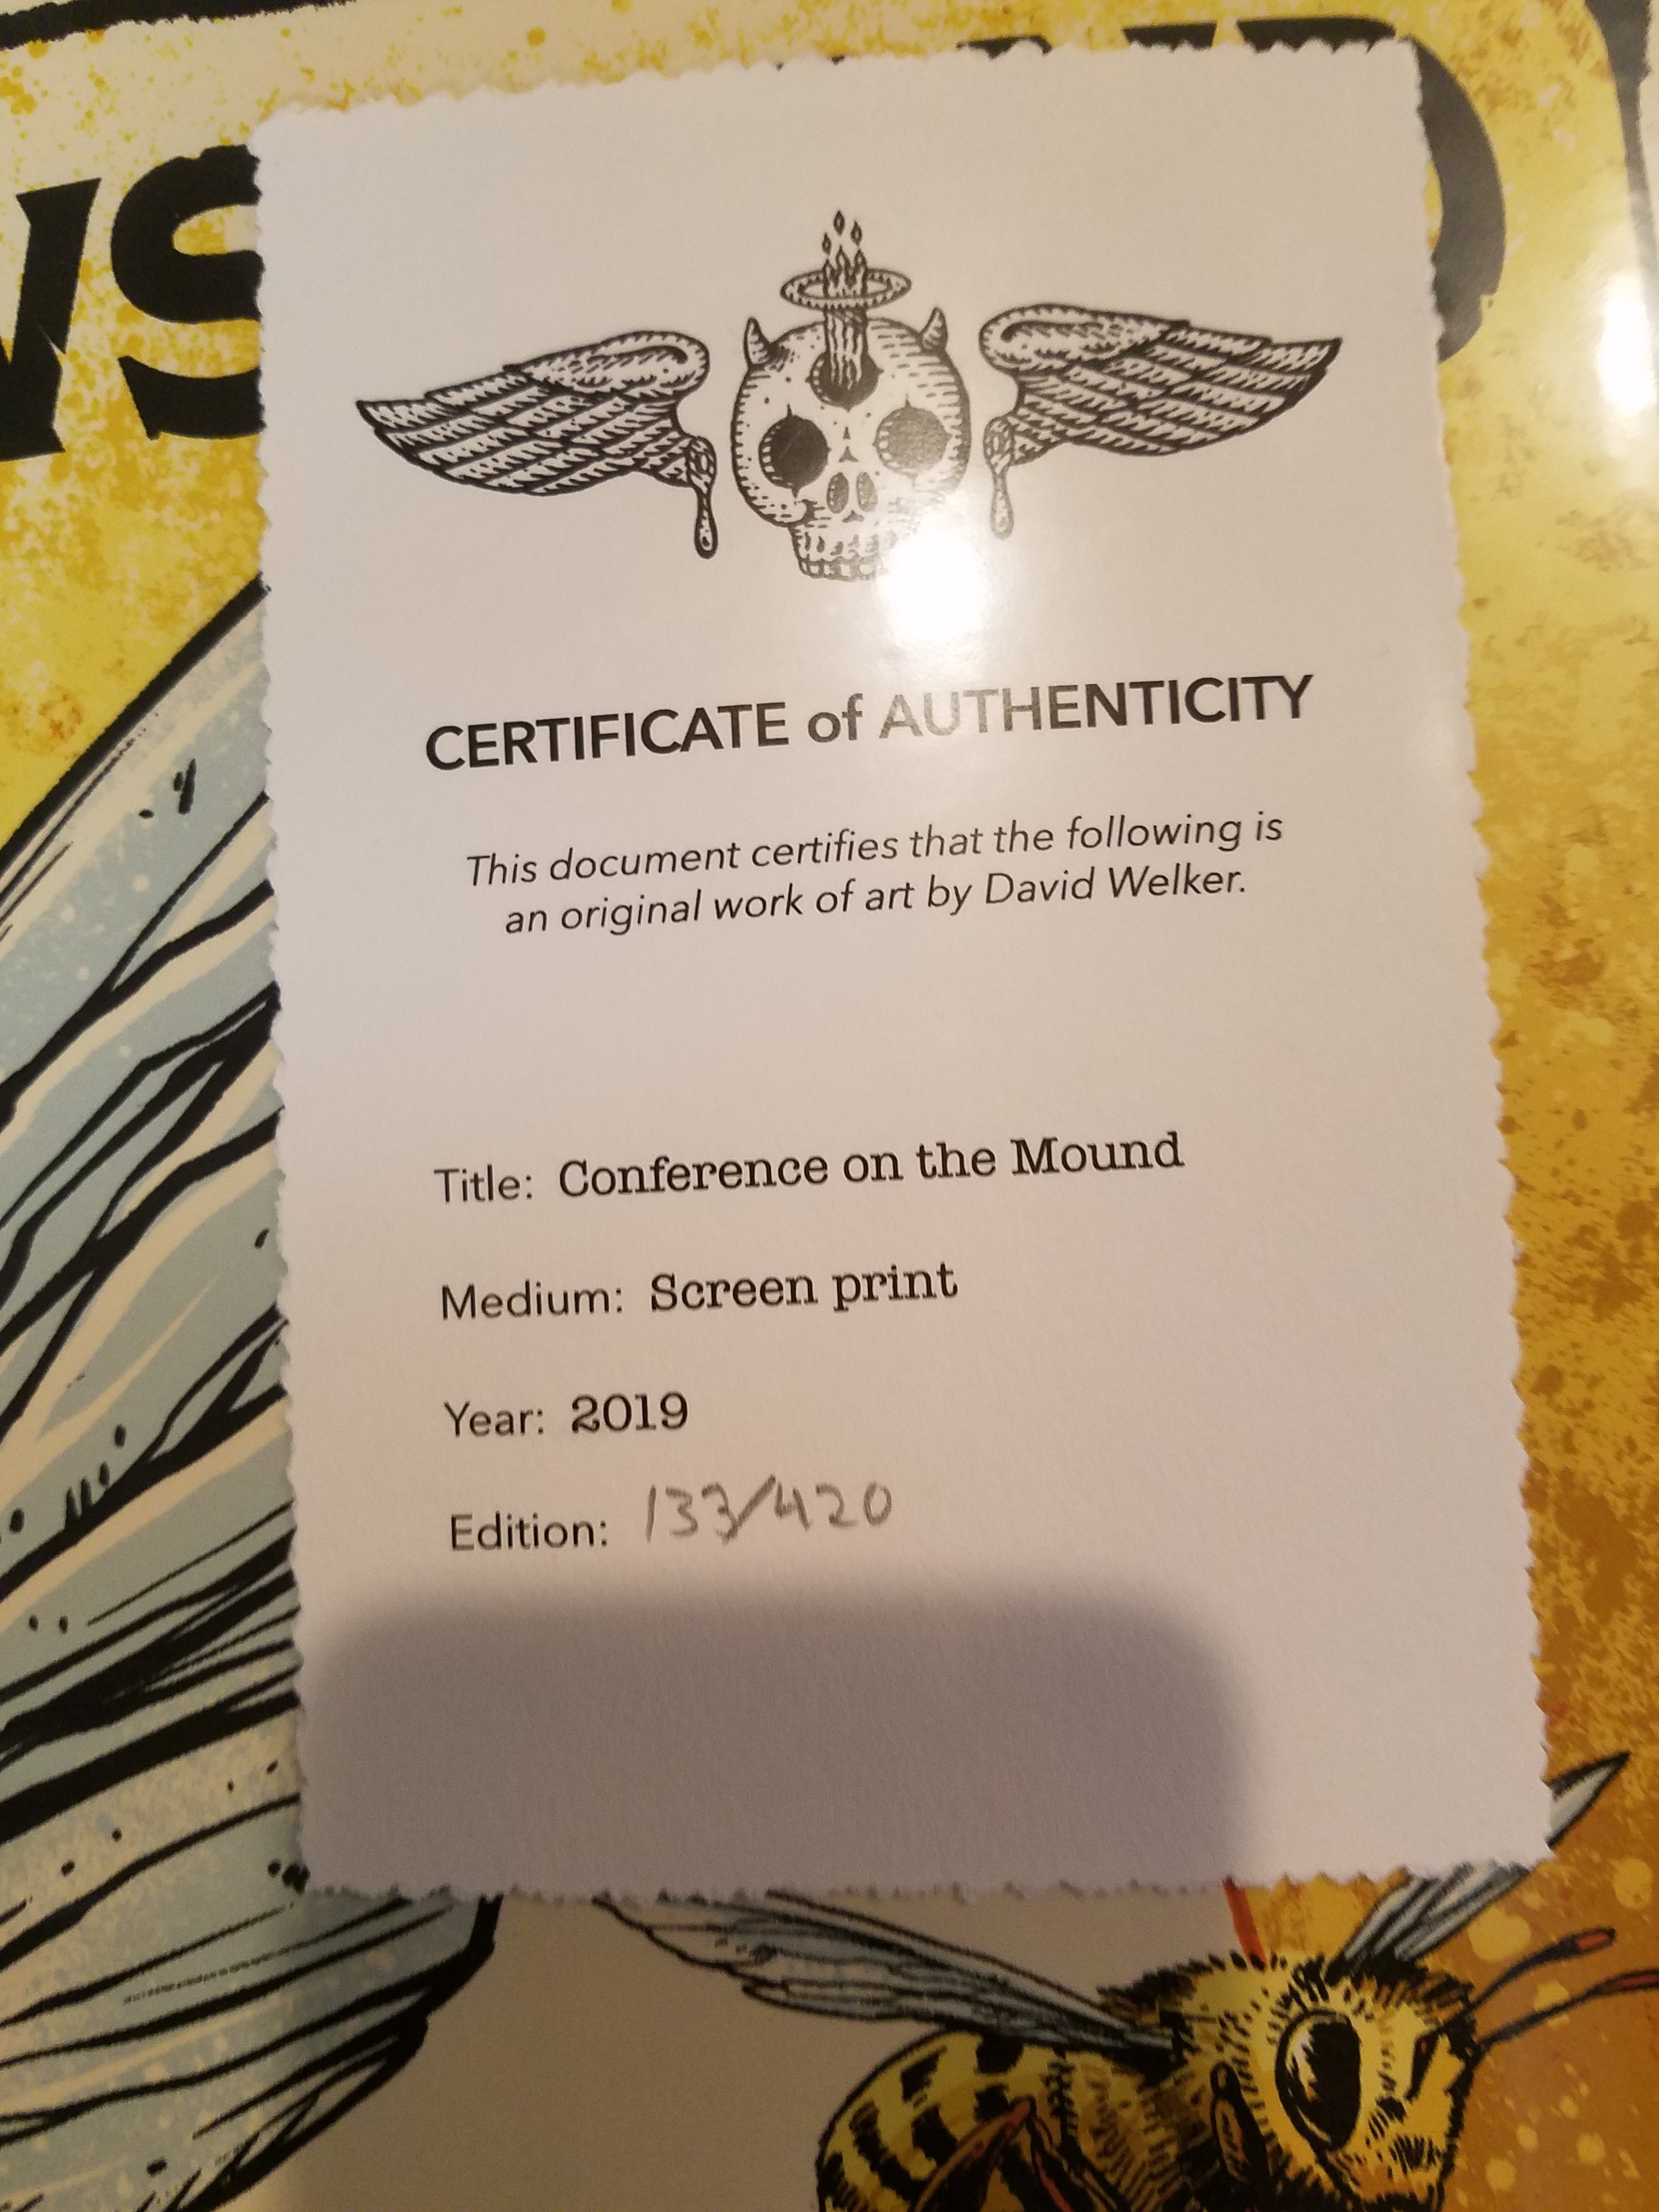 WS
CERTIFICATE of AUTHENTICITY
This document certifies that the following is
an original work of art by David Welker.
Title: Conference on the Mound
Medium: Screen print
Year: 2019
Edition: 133/420